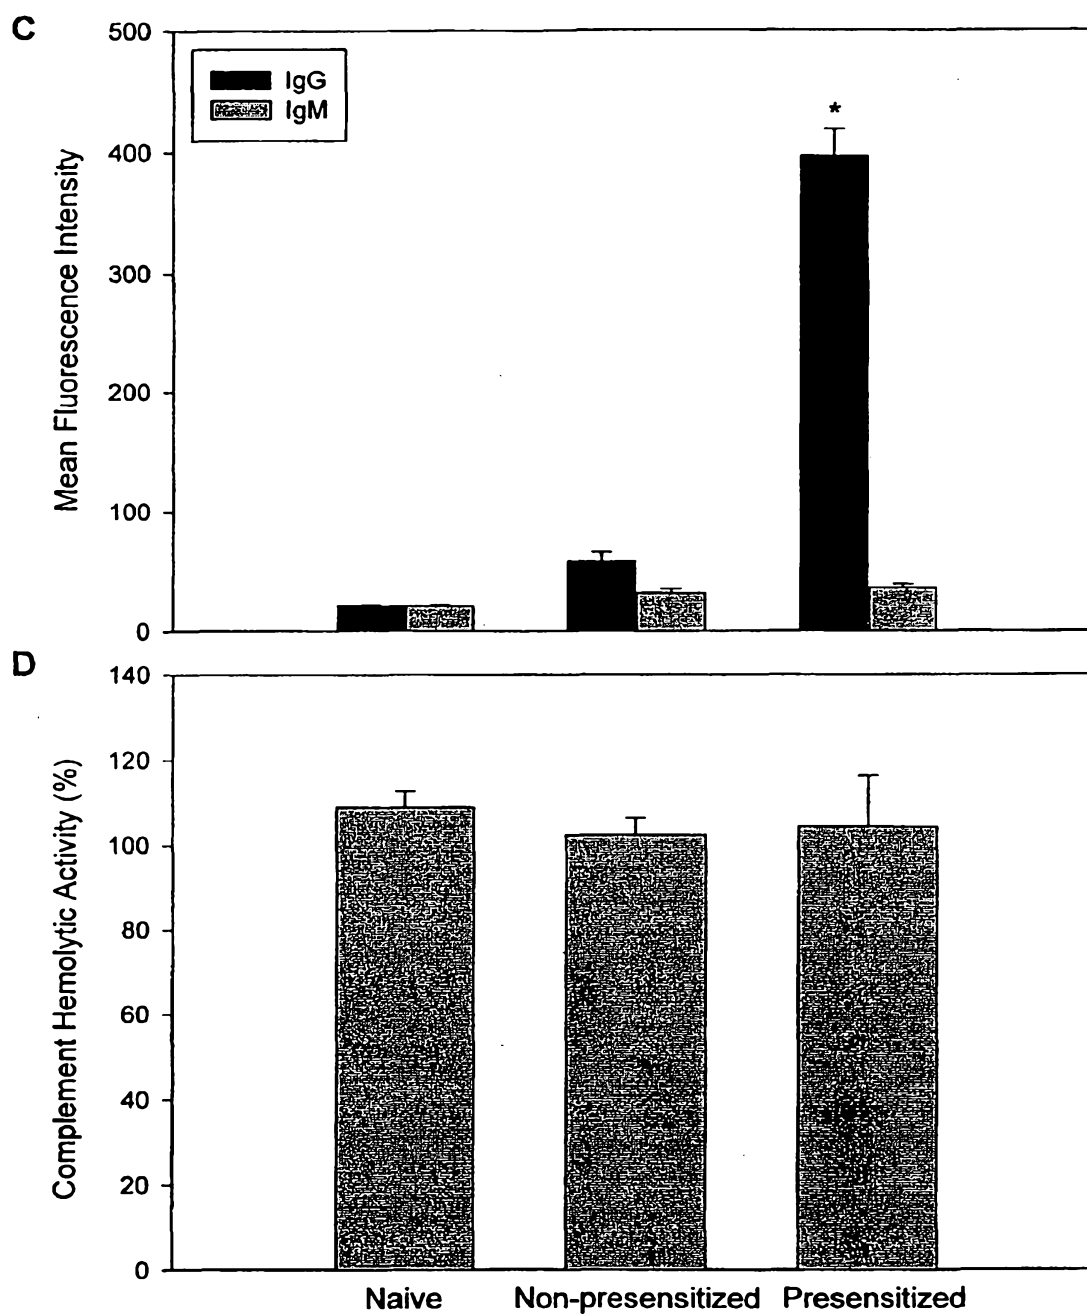 C
500
400
300
200
100
0
Mean Fluorescence Intensity
IgG
IgM
*
D
140
120
100
80
60
40
20
0
Complement Hemolytic Activity (%)
Naive Non-presensitized Presensitized